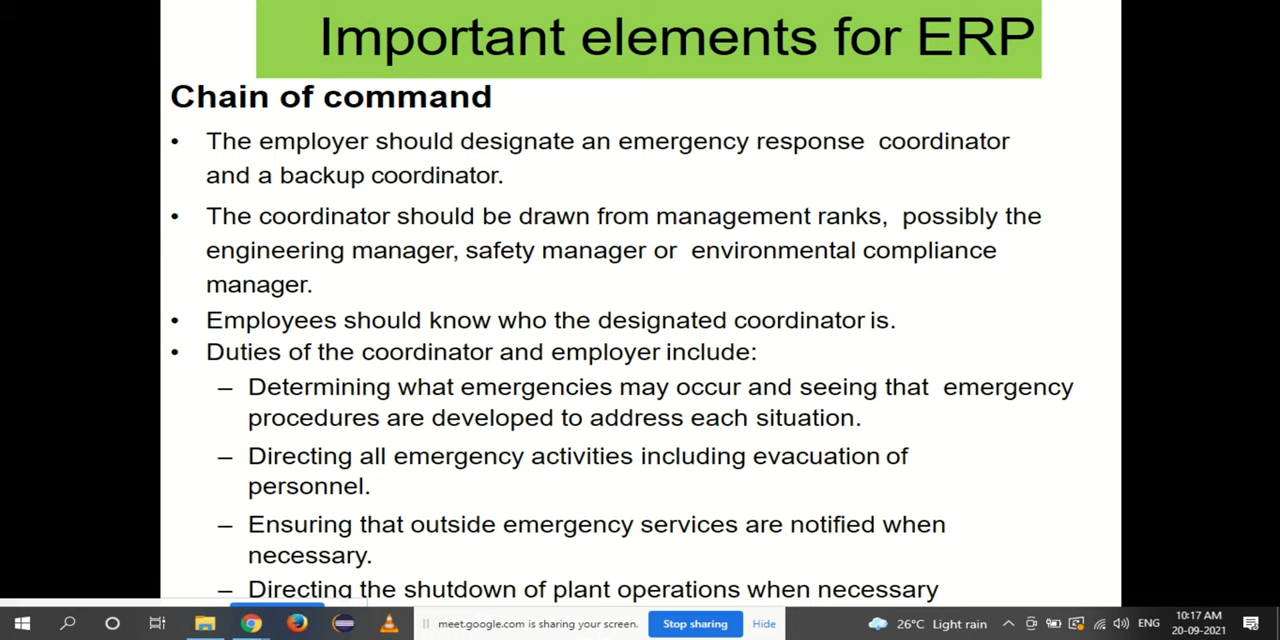 Important elements for ERP
Chain of command
• The employer should designate an emergency response coordinator
and a backup coordinator.
• The coordinator should be drawn from management ranks, possibly the
engineering manager, safety manager or environmental compliance
manager.
• Employees should know who the designated coordinator is.
• Duties of the coordinator and employer include:
– Determining what emergencies may occur and seeing that emergency
procedures are developed to address each situation.
– Directing all emergency activities including evacuation of
personnel.
– Ensuring that outside emergency services are notified when
necessary.
– Directing the shutdown of plant operations when necessary
meet.google.com is sharing your screen. Stop sharing Hide
26°C Light rain ENG 10:17 AM
20-09-2021